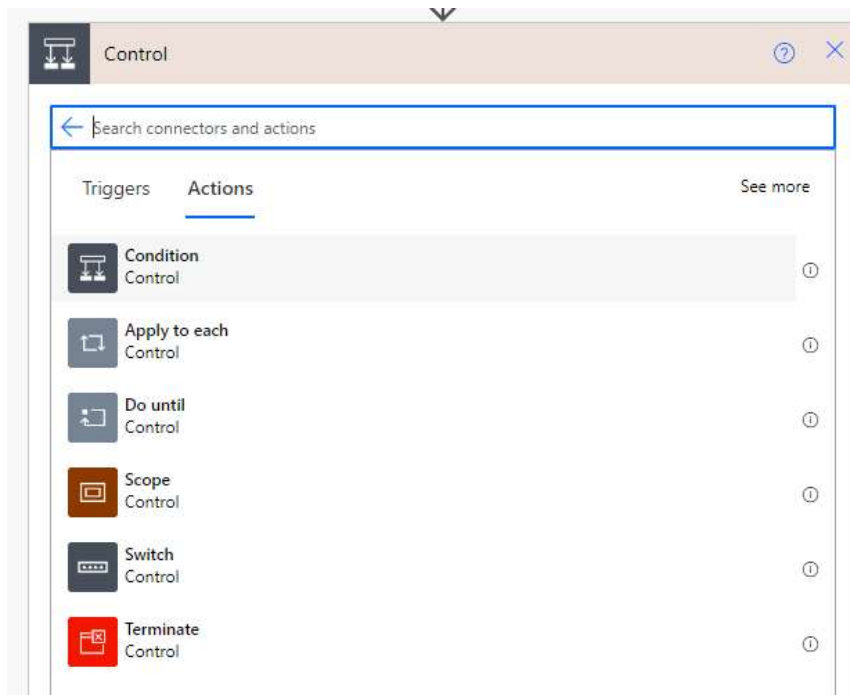 Control
Search connectors and actions
Triggers Actions See more
Condition
Control
Apply to each
Control
Do until
Control
Scope
Control
Switch
Control
Terminate
Control